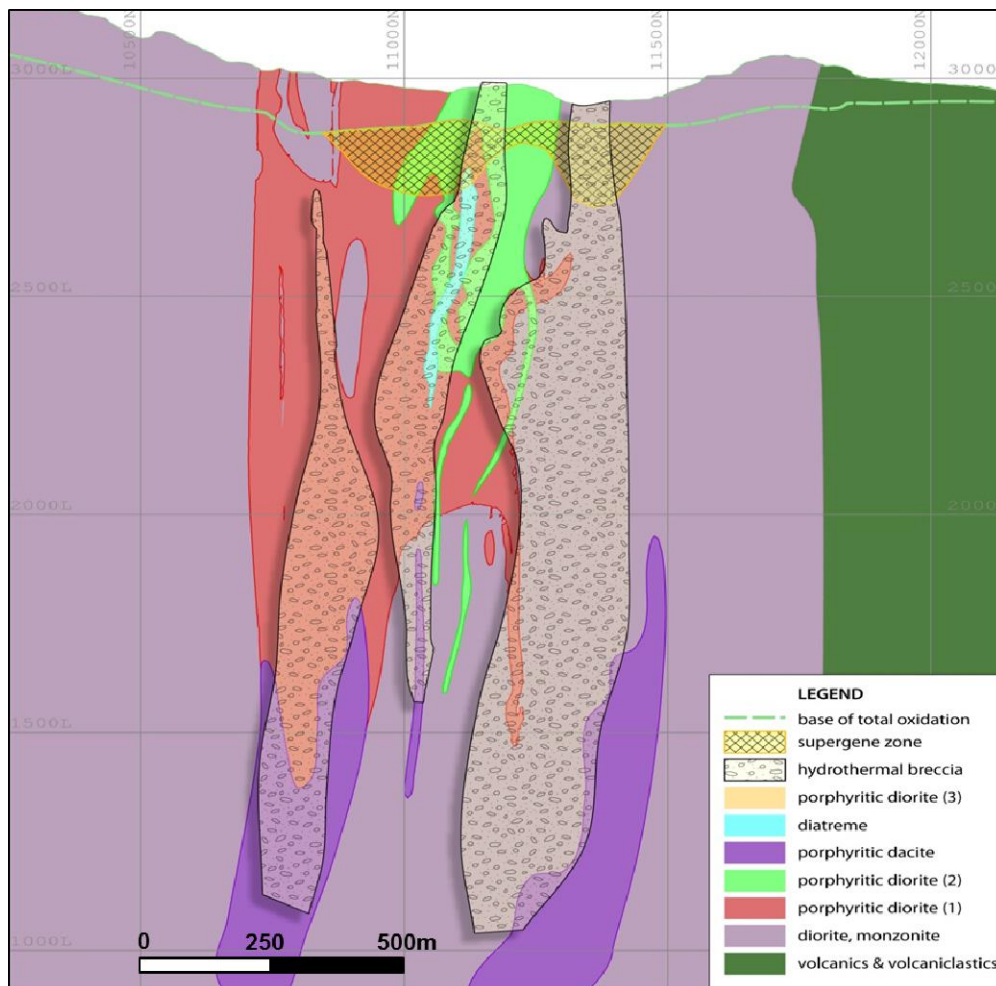 10500N
11000N
11500N
12000N
3000L
3000
2500L
2500
2000L
2000
1500L
1000L
0 250 500m
LEGEND
base of total oxidation
supergene zone
hydrothermal breccia
porphyritic diorite (3)
diatreme
porphyritic dacite
porphyritic diorite (2)
porphyritic diorite (1)
diorite, monzonite
volcanics & volcaniclastics